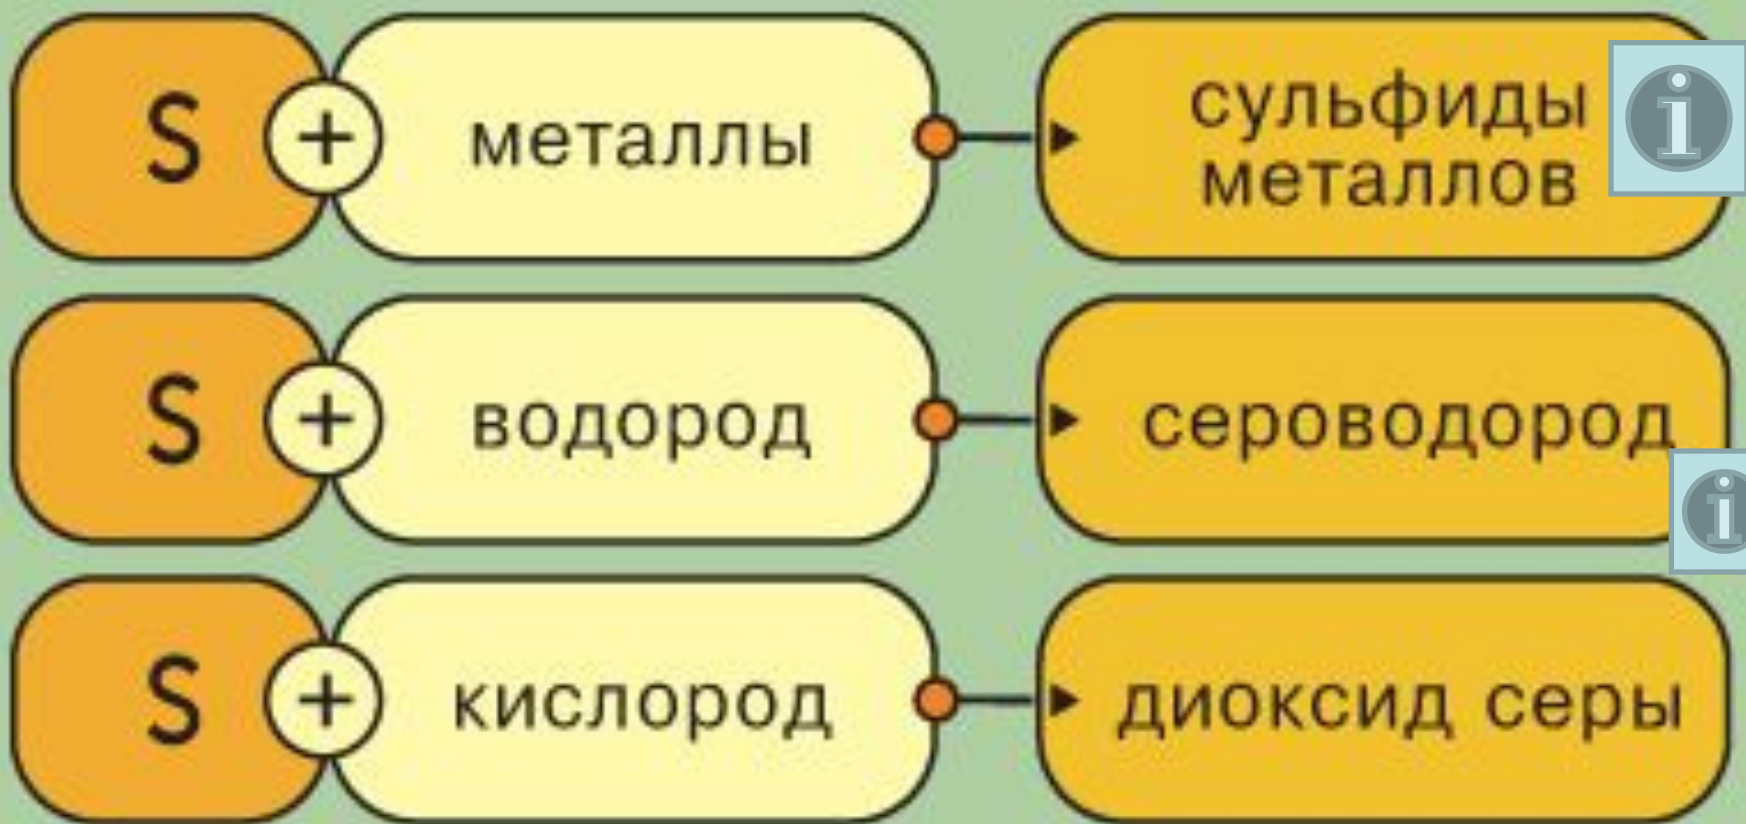 S + металлы сульфиды
металлов
S + водород сероводород
S + кислород диоксид серы